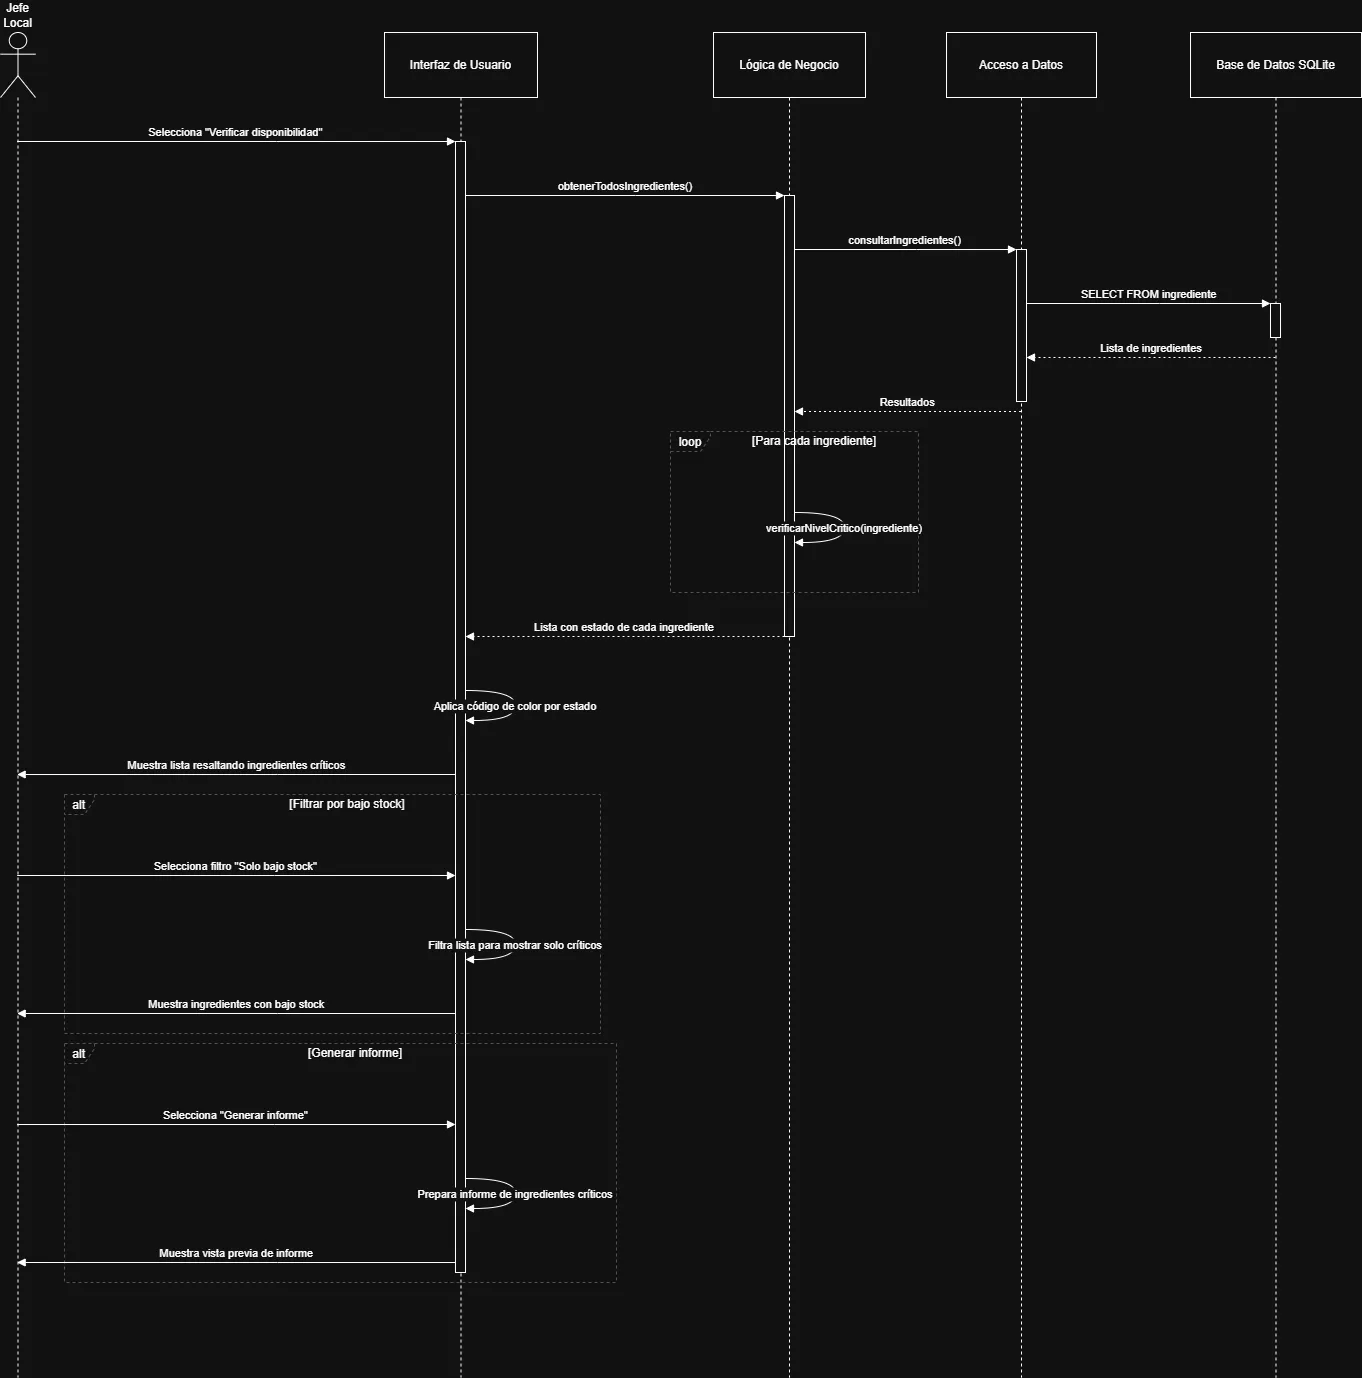 Jefe
Local
Interfaz de Usuario
Lógica de Negocio
Acceso a Datos
Base de Datos SQLite
Selecciona "Verificar disponibilidad"
obtenerTodosIngredientes()
consultarIngredientes()
SELECT FROM ingrediente
Lista de ingredientes
Resultados
loop
[Para cada ingrediente]
verificarNivelCritico(ingrediente)
Lista con estado de cada ingrediente
Aplica código de color por estado
Muestra lista resaltando ingredientes críticos
alt
[Filtrar por bajo stock]
Selecciona filtro "Solo bajo stock"
Filtra lista para mostrar solo críticos
Muestra ingredientes con bajo stock
alt
[Generar informe]
Selecciona "Generar informe"
Prepara informe de ingredientes críticos
Muestra vista previa de informe